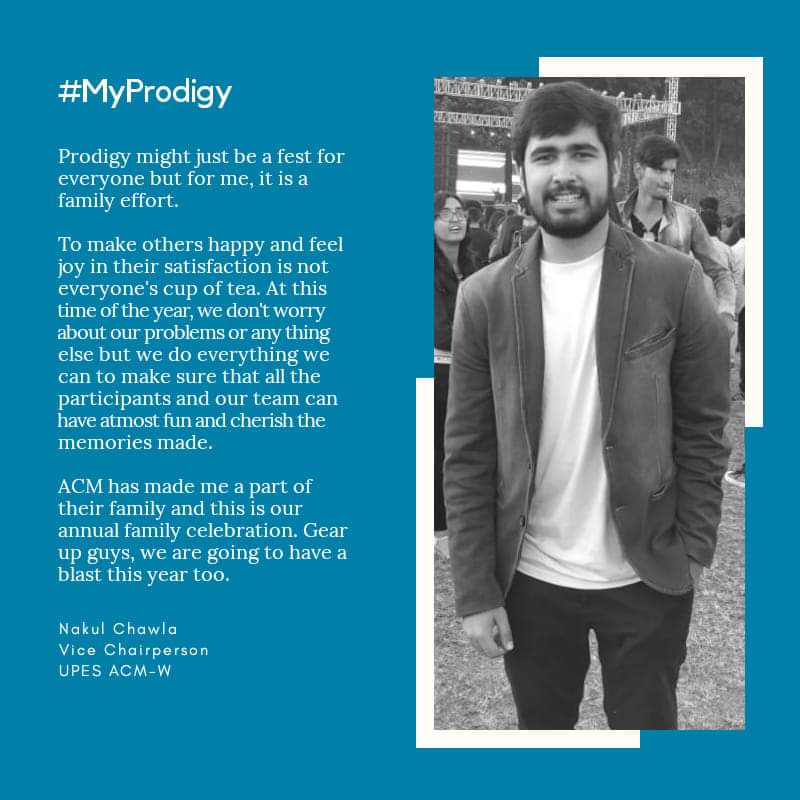 #MyProdigy
Prodigy might just be a fest for
everyone but for me, it is a
family effort.
To make others happy and feel
joy in their satisfaction is not
everyone's cup of tea. At this
time of the year, we don't worry
about our problems or any thing
else but we do everything we
can to make sure that all the
participants and our team can
have atmost fun and cherish the
memories made.
ACM has made me a part of
their family and this is our
annual family celebration. Gear
up guys, we are going to have a
blast this year too.
Nakul Chawla
Vice Chairperson
UPES ACM-W